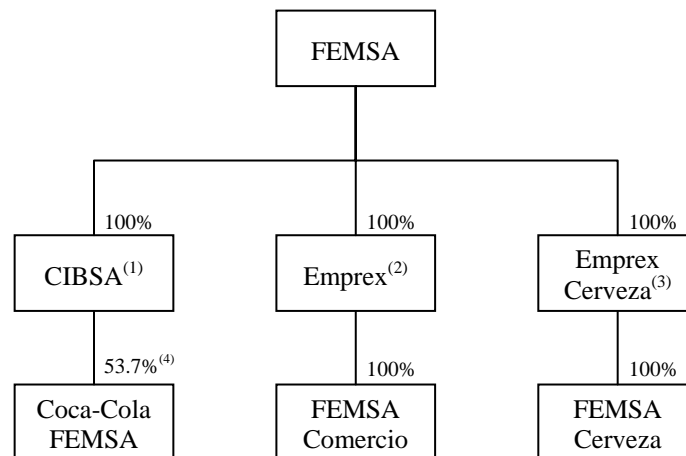 FEMSA
100%
100%
100%
CIBSA(1)
Emprex(2)
Emprex
Cerveza(3)
53.7%(4)
100%
100%
Coca-Cola
FEMSA
FEMSA
Comercio
FEMSA
Cerveza